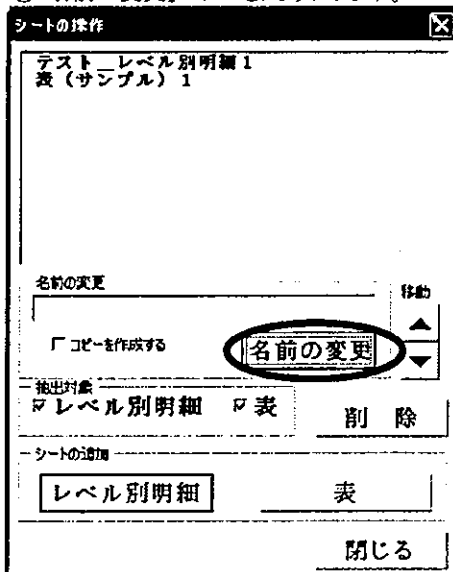 シートの操作
テスト＿レベル別明細1
表（サンプル）1
名前の変更
移動
コピーを作成する
名前の変更
抽出対象
レベル別明細 表
削 除
シートの追加
レベル別明細 表
閉じる